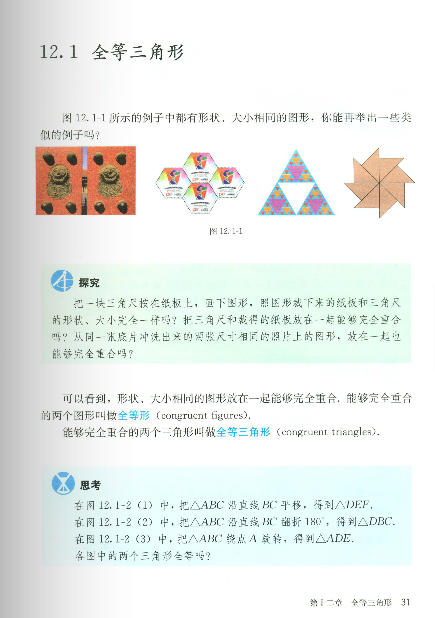 12.1 全等三角形
图 12.1-1 所示的例子中都有形状、大小相同的图形,你能再举出一些类
似的例子吗?
图 12.1-1
探究
把一块三角尺按在纸板上,画下图形,照图形裁下来的纸板和三角尺
的形状、大小完全一样吗?把三角尺和裁得的纸板放在一起能够完全重合
吗?从同一张底片冲洗出来的两张尺寸相同的照片上的图形,放在一起也
能够完全重合吗?
可以看到,形状、大小相同的图形放在一起能够完全重合.能够完全重合
的两个图形叫做全等形(congruent figures).
能够完全重合的两个三角形叫做全等三角形(congruent triangles).
思考
在图 12.1-2(1)中,把△ABC 沿直线 BC 平移,得到△DEF.
在图 12.1-2(2)中,把△ABC 沿直线 BC 翻折 180°,得到△DBC.
在图 12.1-2(3)中,把△ABC 绕点 A 旋转,得到△ADE.
各图中的两个三角形全等吗?
第十二章 全等三角形 31